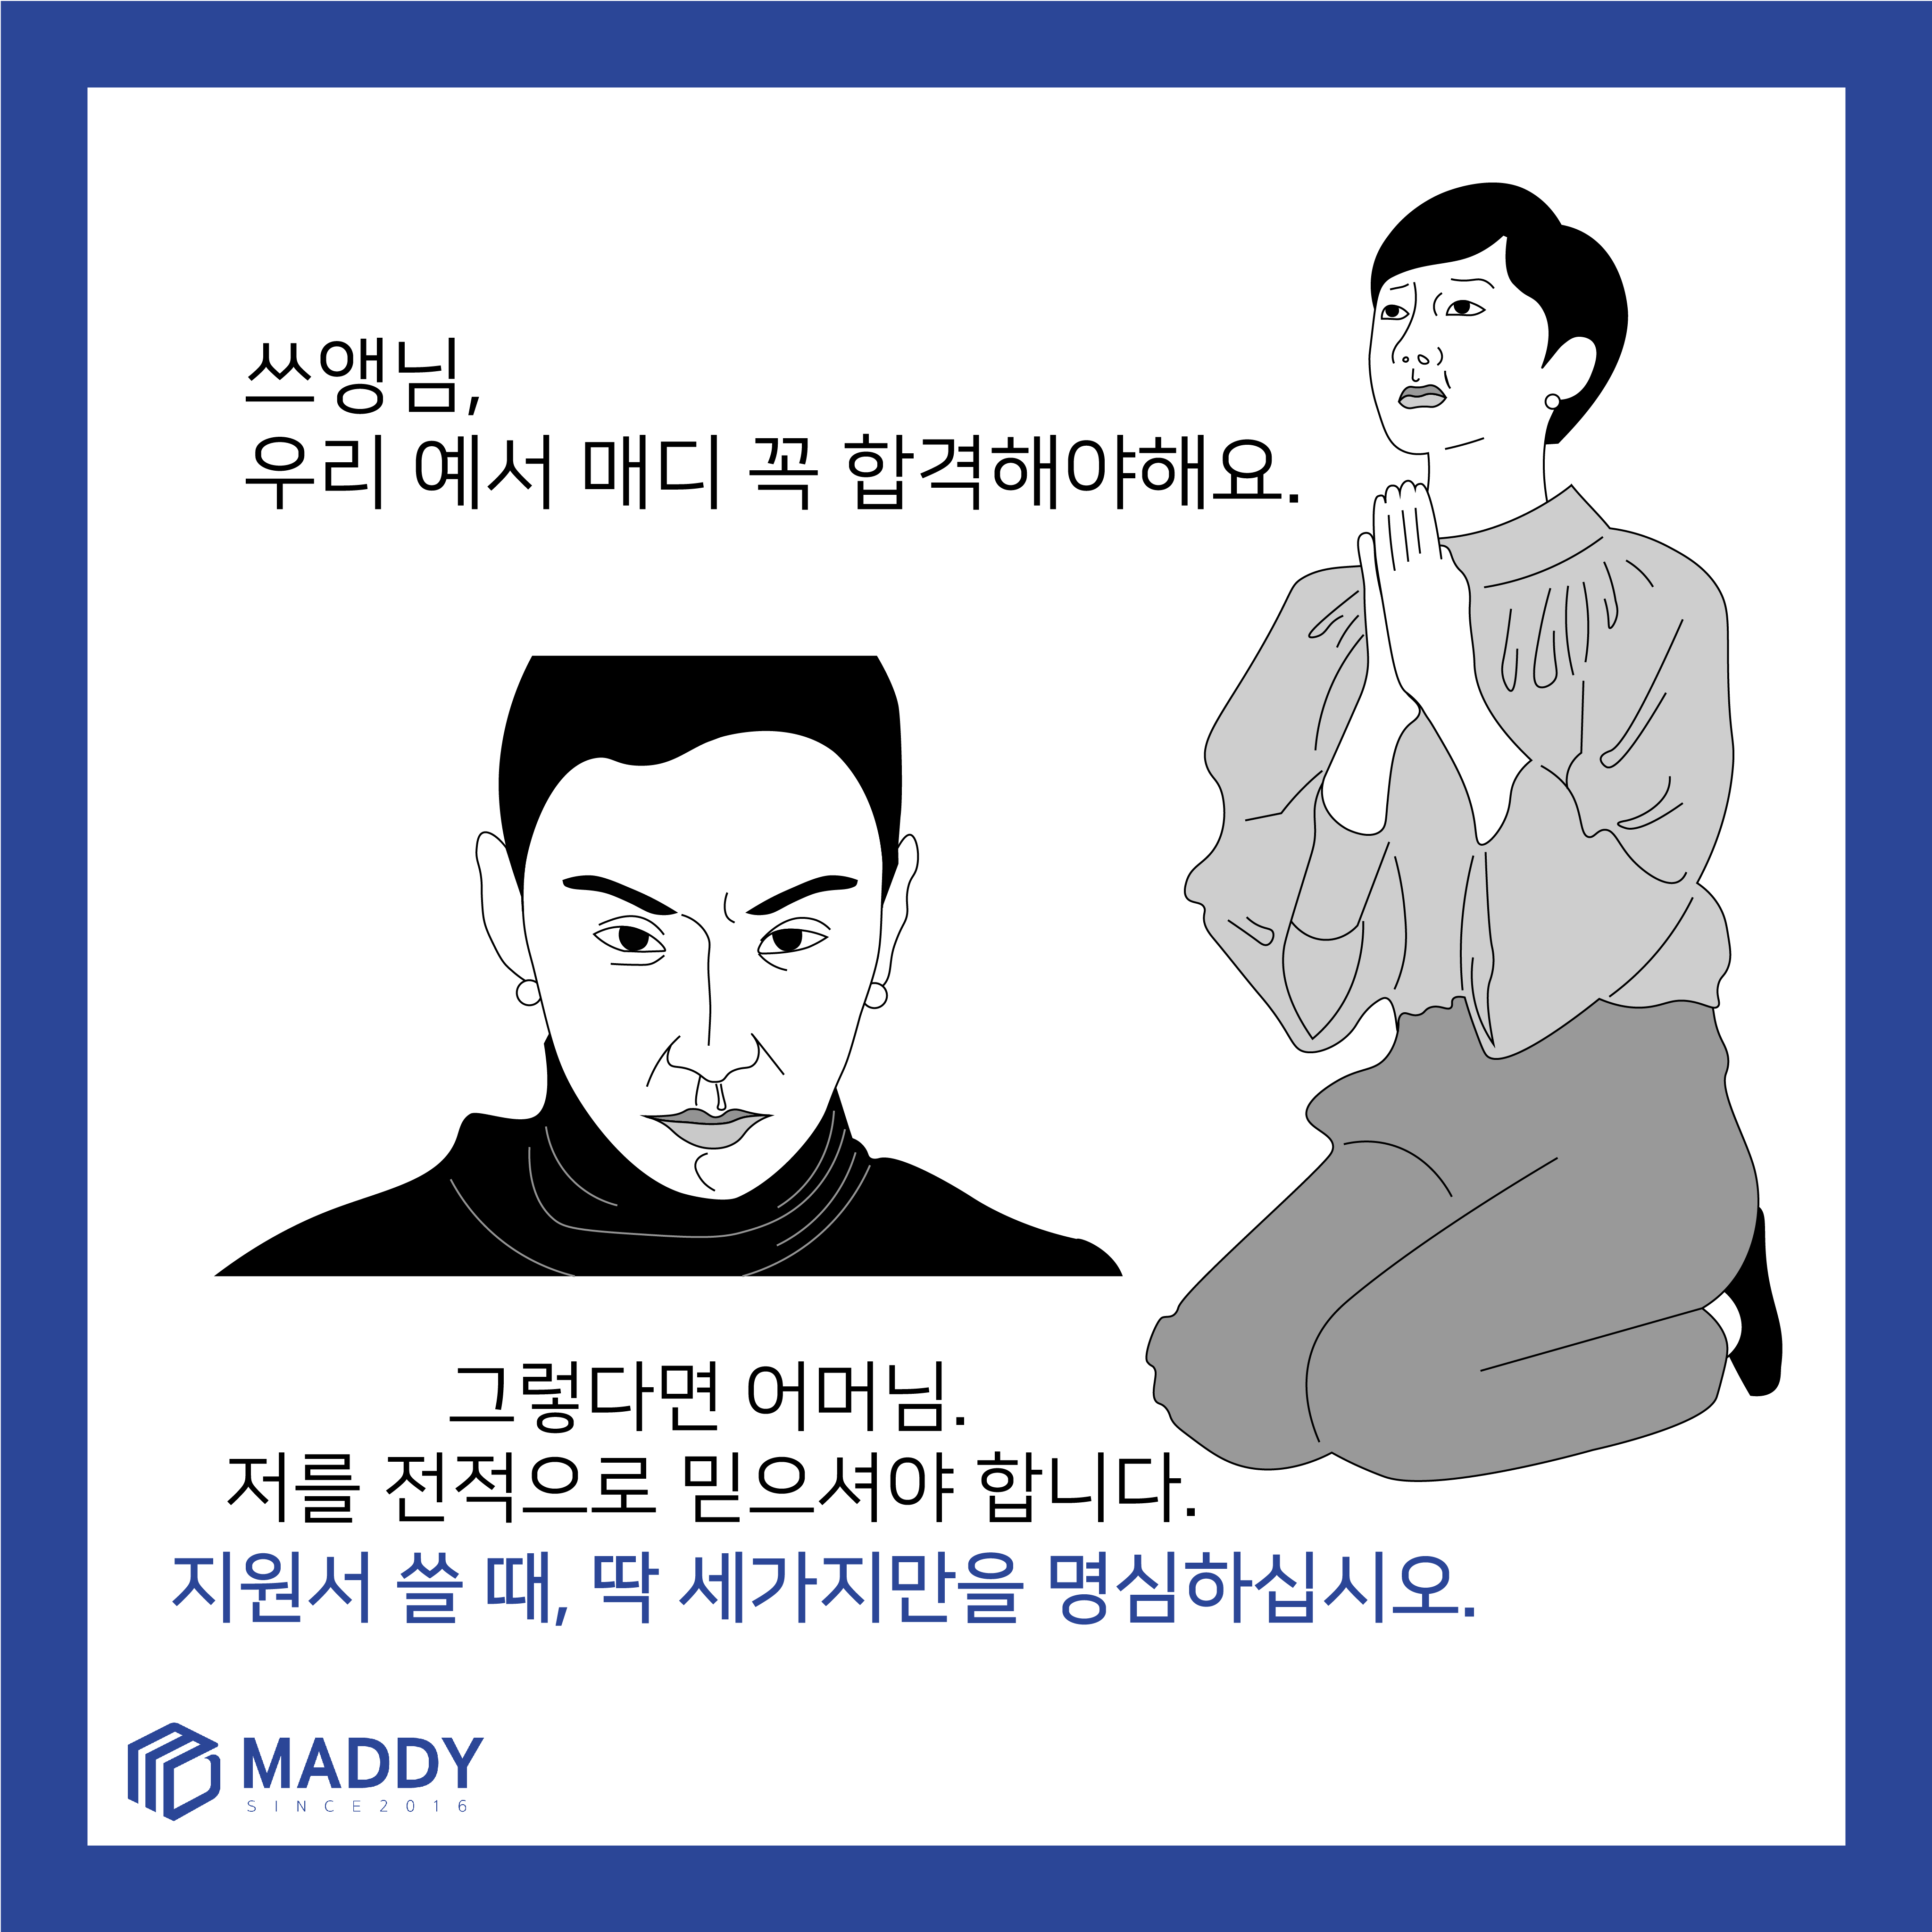 쓰앵님,
우리 예서 매디 꼭 합격해야해요.
그렇다면 어머님.
저를 전적으로 믿으셔야 합니다.
지원서 쓸 때, 딱 세가지만을 명심하십시오.
MADDY
SINCE2016